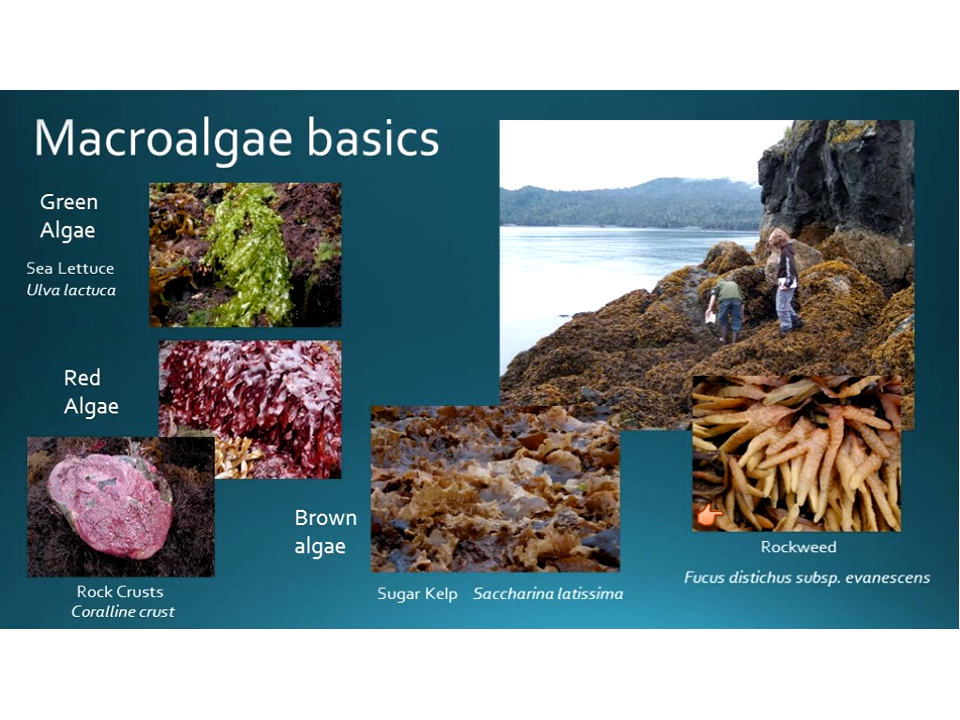 Macroalgae basics
Green
Algae
Sea Lettuce
Ulva lactuca
Red
Algae
Rock Crusts
Coralline crust
Brown
algae
Sugar Kelp Saccharina latissima
Rockweed
Fucus distichus subsp. evanescens